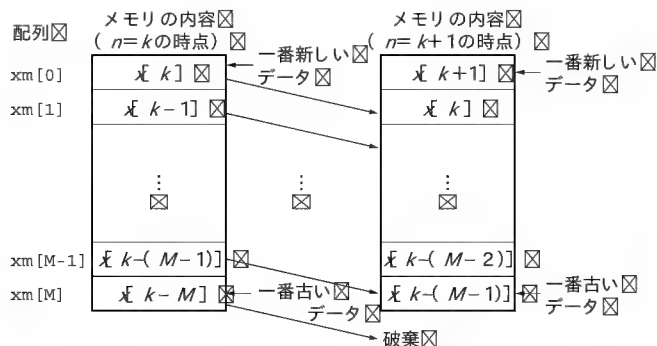 メモリの内容 メモリの内容
配列 ( n=kの時点) ( n=k+1の時点)
xm[0] x[ k] 一番新しい データ x[ k+1] 一番新しい データ
xm[1] x[ k-1] x[ k]
⋮ ⋮ ⋮
xm[M-1] x[ k-( M-1)] x[ k-( M-2)]
xm[M] x[ k-M] 一番古い データ x[ k-( M-1)] 一番古い データ
破棄